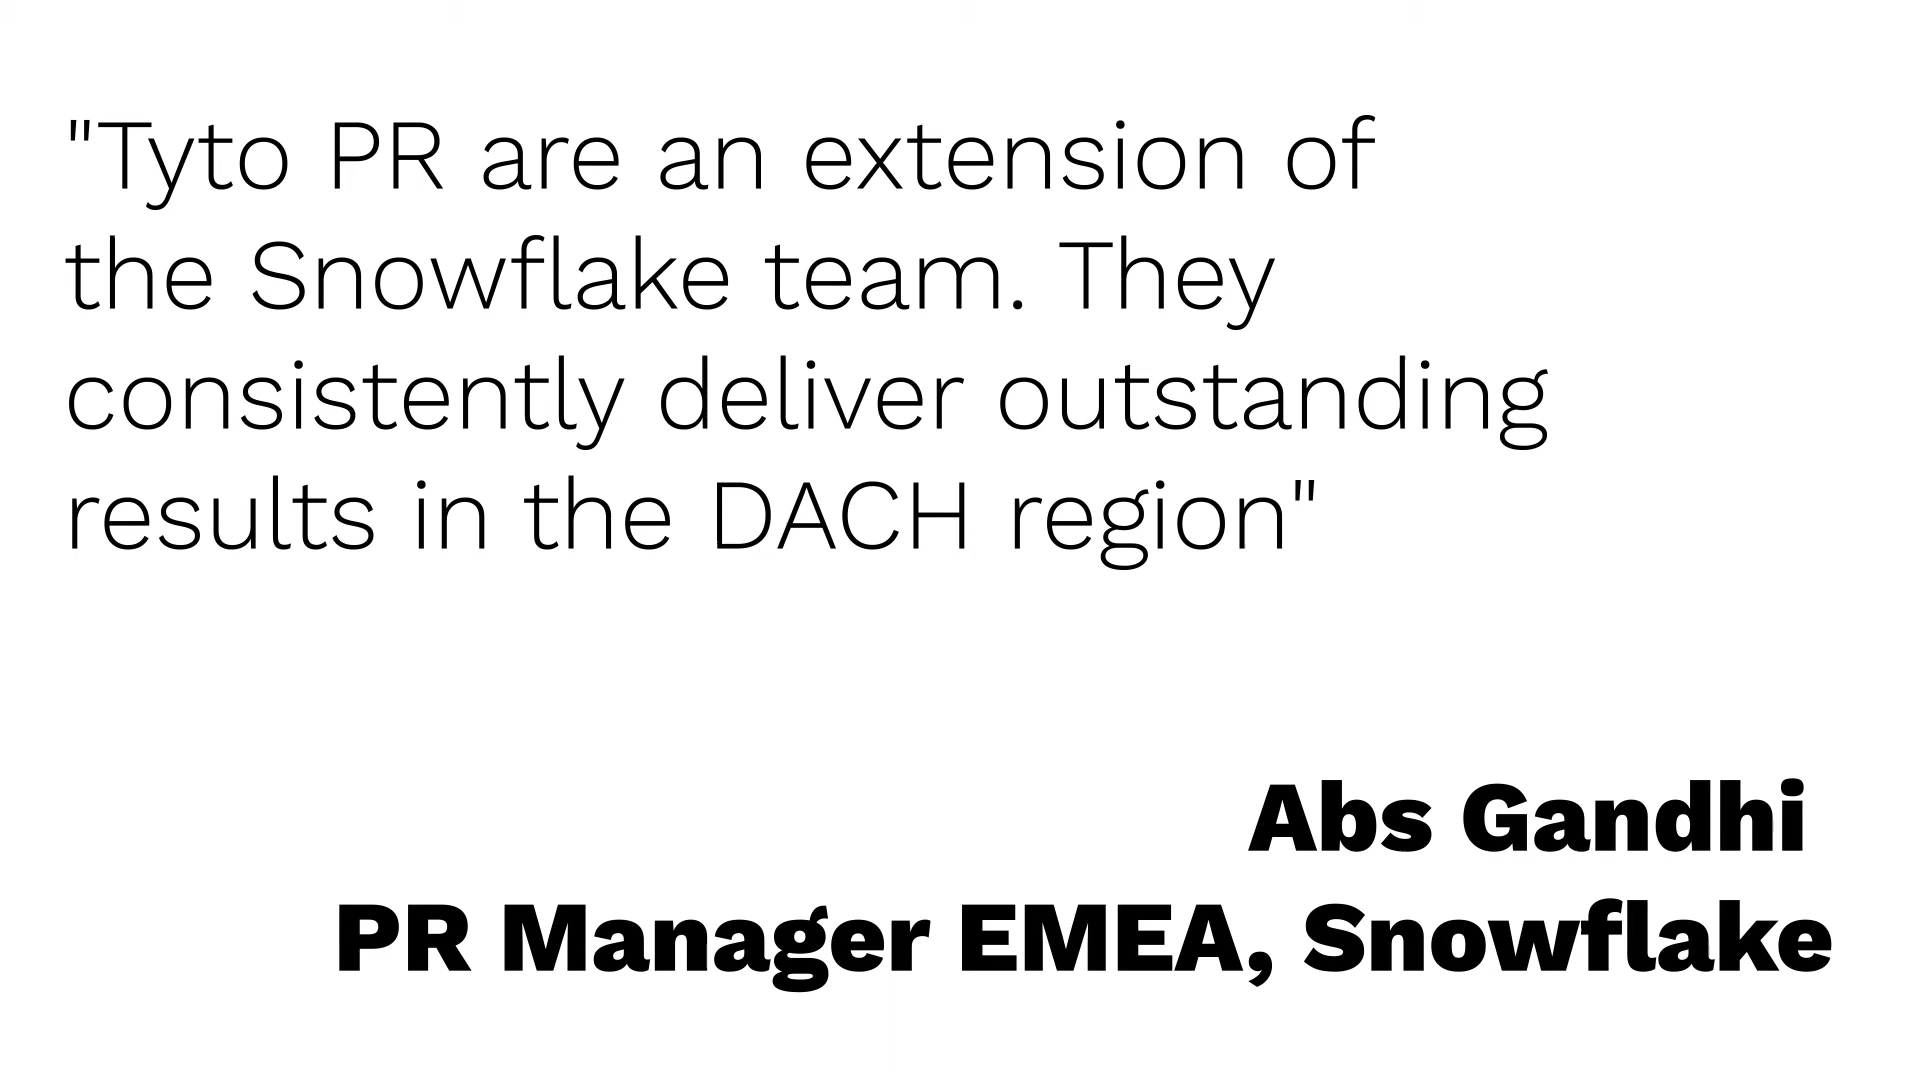 "Tyto PR are an extension of
the Snowflake team. They
consistently deliver outstanding
results in the DACH region"
Abs Gandhi
PR Manager EMEA, Snowflake